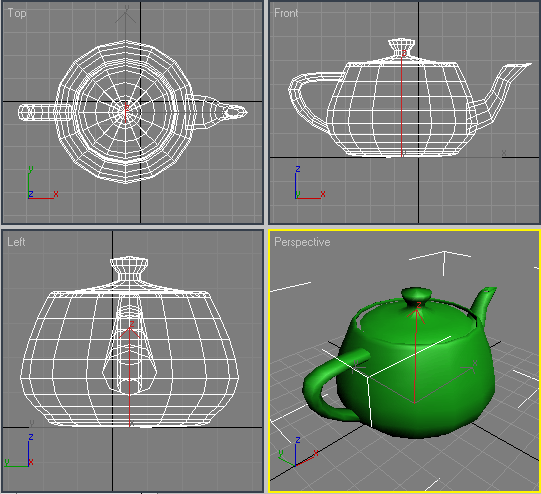 Top
y
z x
Front
z
y x
x
Left
z
y x
y
x
Perspective
z
y x